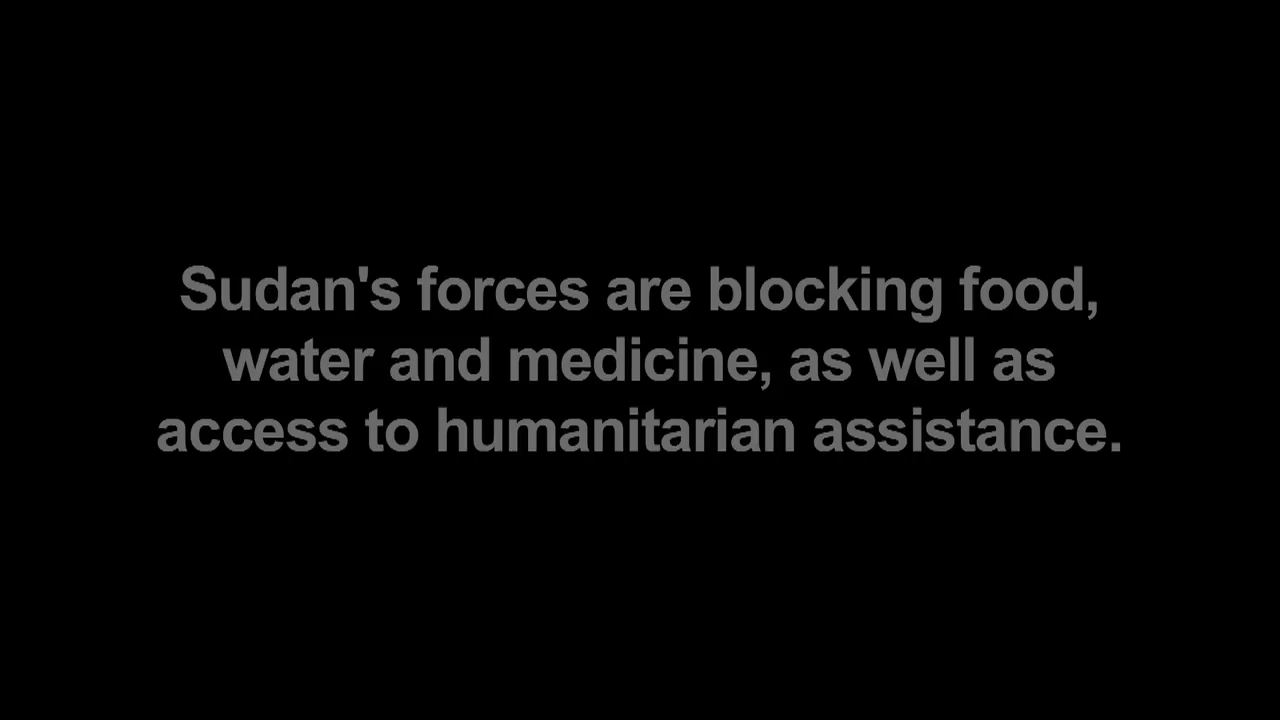 Sudan's forces are blocking food,
water and medicine, as well as
access to humanitarian assistance.